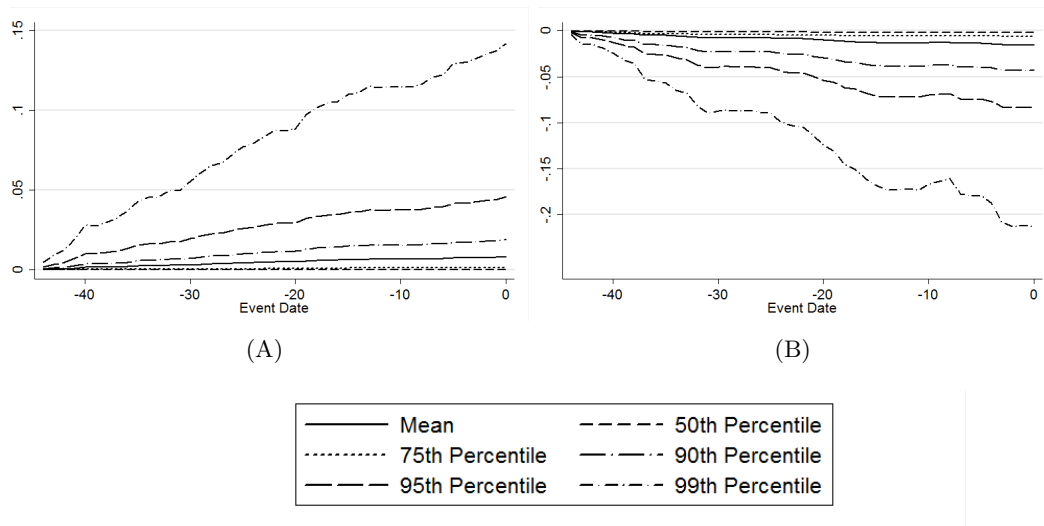 .15
.1
.05
0
-40
-30
-20
-10
0
Event Date
(A)
0
-.05
-.1
-.15
-.2
-40
-30
-20
-10
0
Event Date
(B)
Mean
50th Percentile
75th Percentile
90th Percentile
95th Percentile
99th Percentile